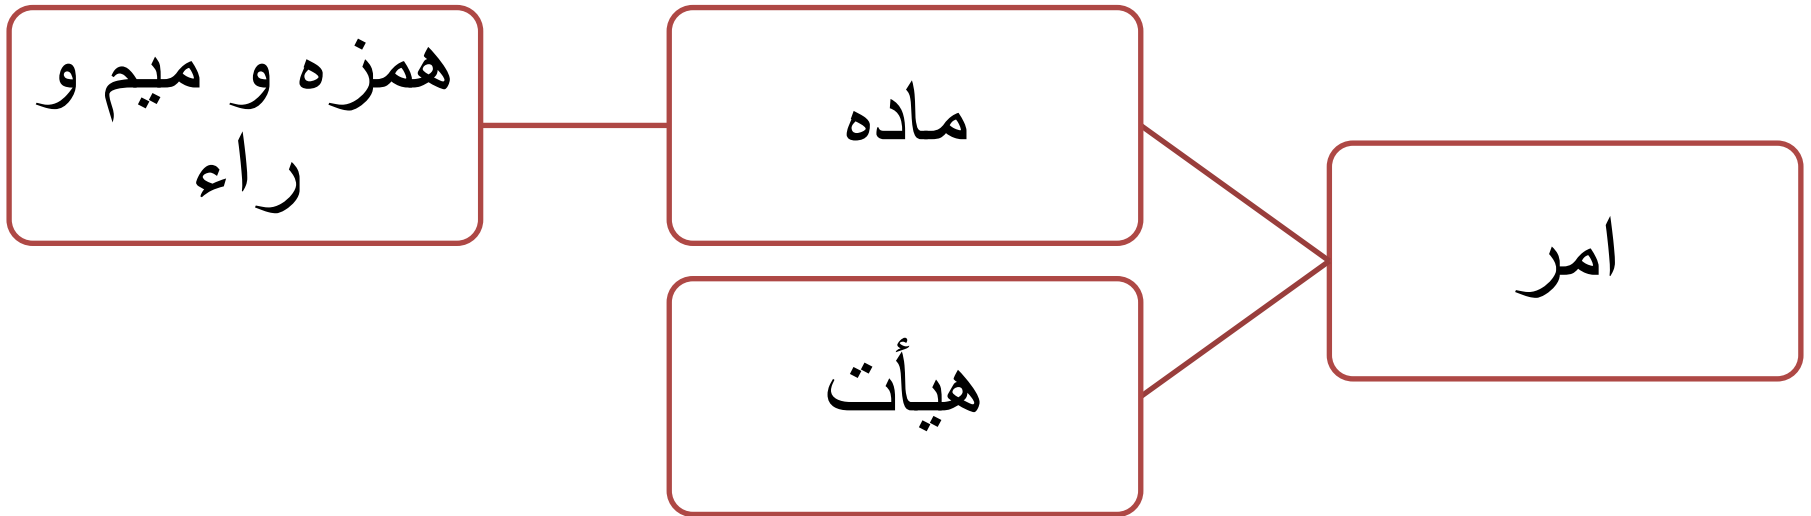 امر
ماده
همزه و میم و
راء
هیأت